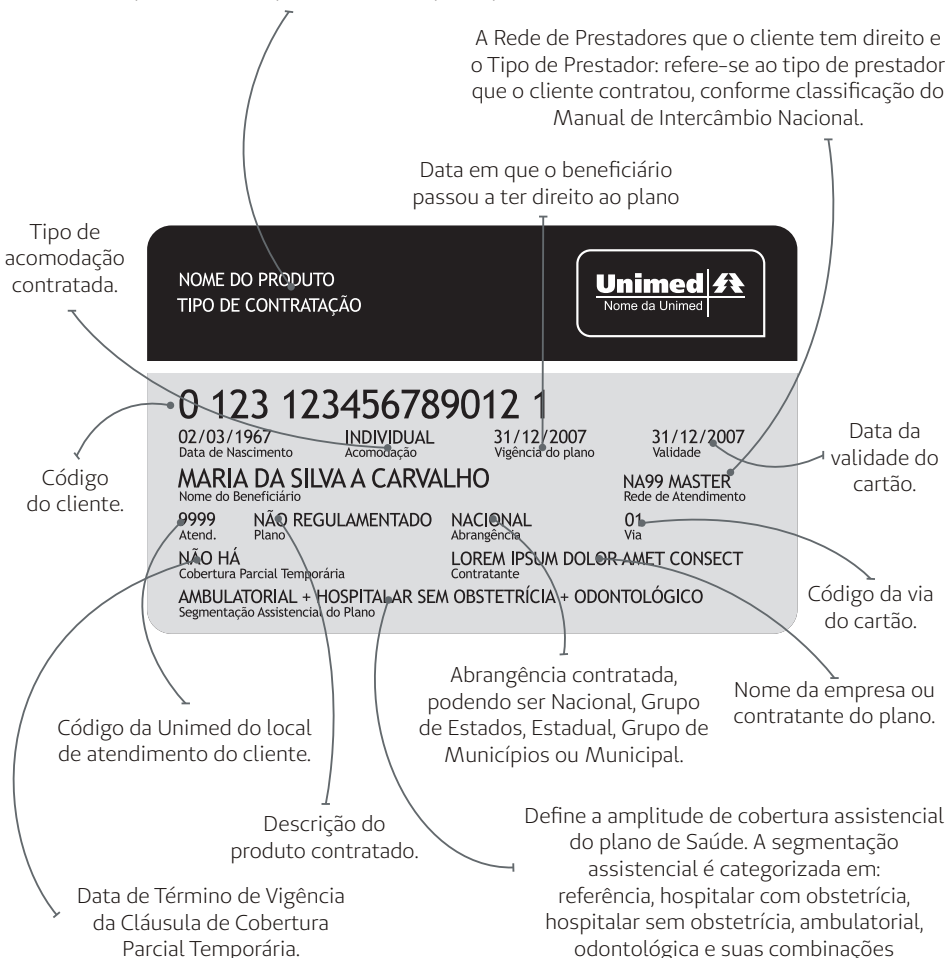 A Rede de Prestadores que o cliente tem direito e
o Tipo de Prestador: refere-se ao tipo de prestador
que o cliente contratou, conforme classificação do
Manual de Intercâmbio Nacional.
Data em que o beneficiário
passou a ter direito ao plano
Tipo de
acomodação
contratada.
NOME DO PRODUTO
TIPO DE CONTRATAÇÃO
Unimed
Nome da Unimed
0 123 123456789012 1
02/03/1967 INDIVIDUAL 31/12/2007 31/12/2007
Data de Nascimento Acomodação Vigência do plano Validade
MARIA DA SILVA A CARVALHO NA99 MASTER
Nome do Beneficiário Rede de Atendimento
9999 NÃO REGULAMENTADO NACIONAL 01
Atend. Plano Abrangência Via
NÃO HÁ LOREM IPSUM DOLOR AMET CONSECT
Cobertura Parcial Temporária Contratante
AMBULATORIAL + HOSPITALAR SEM OBSTETRÍCIA + ODONTOLÓGICO
Segmentação Assistencial do Plano
Código
do cliente.
Data da
validade do
cartão.
Código da via
do cartão.
Nome da empresa ou
contratante do plano.
Abrangência contratada,
podendo ser Nacional, Grupo
de Estados, Estadual, Grupo de
Municípios ou Municipal.
Código da Unimed do local
de atendimento do cliente.
Descrição do
produto contratado.
Define a amplitude de cobertura assistencial
do plano de Saúde. A segmentação
assistencial é categorizada em:
referência, hospitalar com obstetrícia,
hospitalar sem obstetrícia, ambulatorial,
odontológica e suas combinações
Data de Término de Vigência
da Cláusula de Cobertura
Parcial Temporária.